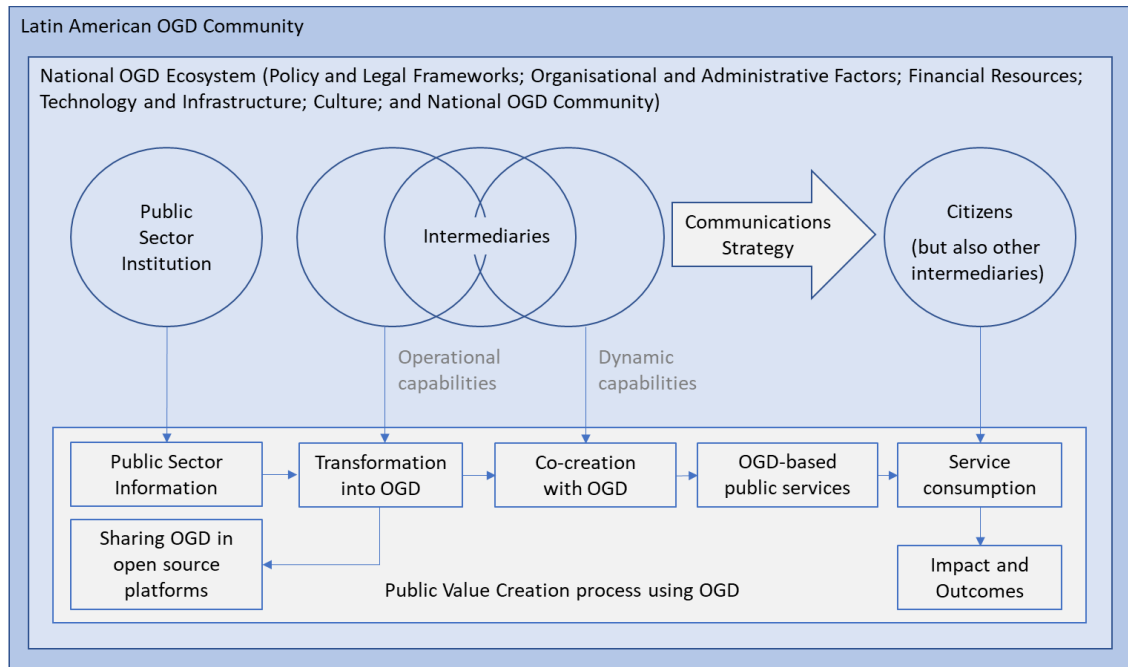 Latin American OGD Community
National OGD Ecosystem (Policy and Legal Frameworks; Organisational and Administrative Factors; Financial Resources;
Technology and Infrastructure; Culture; and National OGD Community)
Public
Sector
Institution
Intermediaries
Communications
Strategy
Citizens
(but also other
intermediaries)
Operational
capabilities
Dynamic
capabilities
Public Sector
Information
Transformation
into OGD
Co-creation
with OGD
OGD-based
public services
Service
consumption
Sharing OGD in
open source
platforms
Public Value Creation process using OGD
Impact and
Outcomes